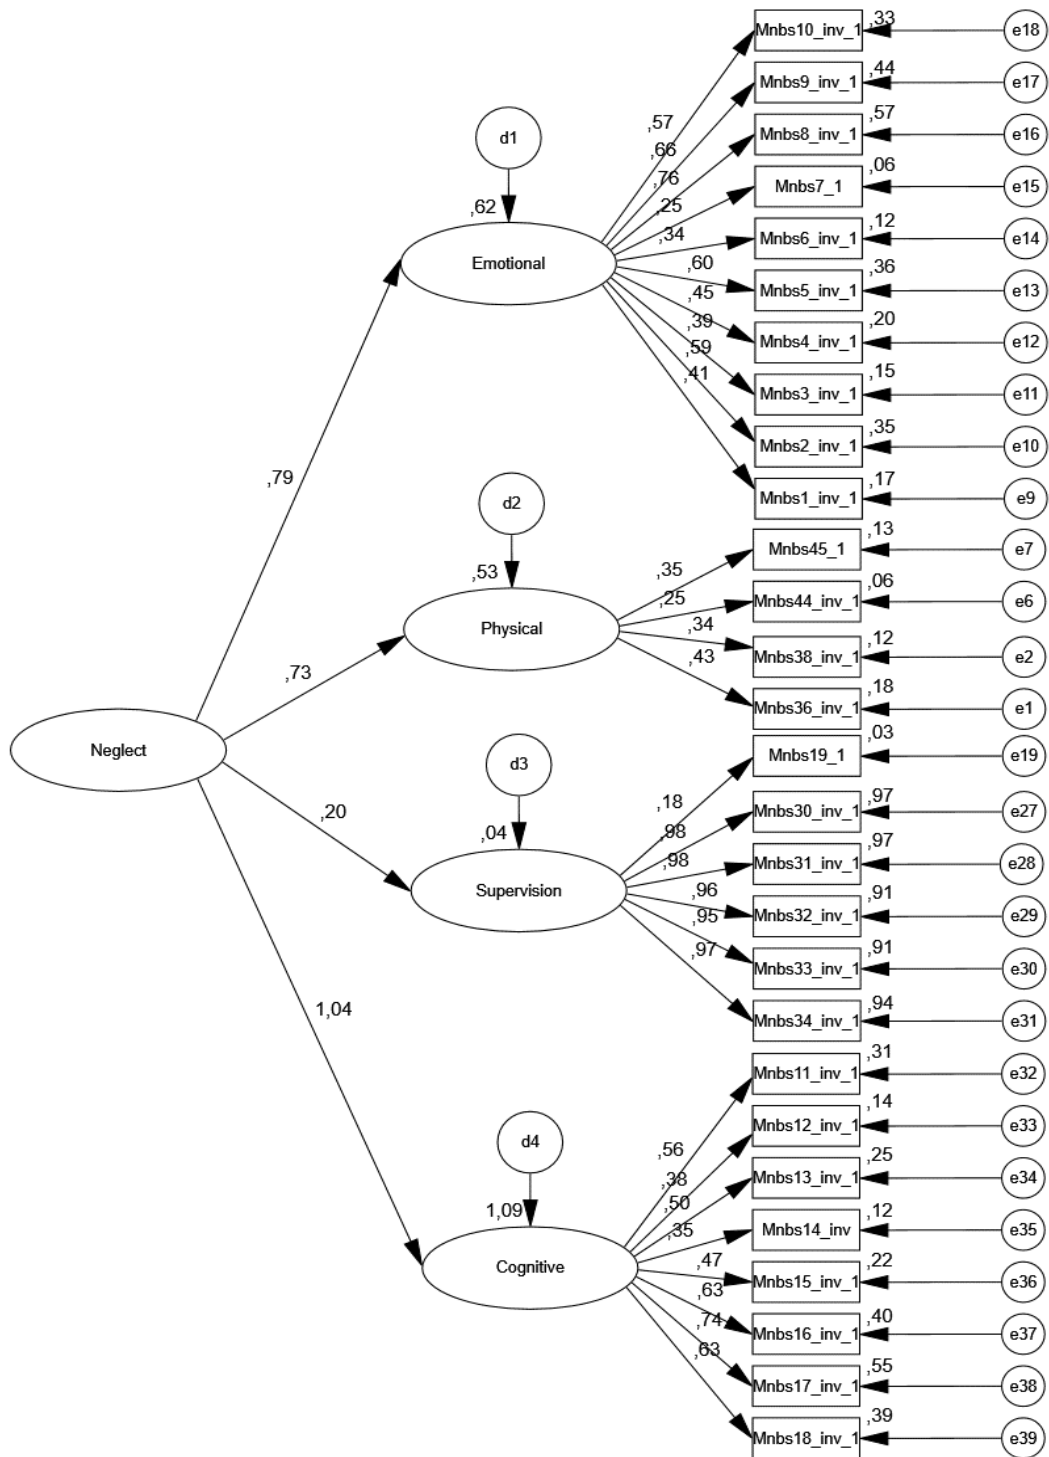 Mnbs10_inv_1 ,33 e18
Mnbs9_inv_1 ,44 e17
,57
d1
Mnbs8_inv_1 ,57 e16
,66
,76
Mnbs7_1 ,06 e15
,62
,25
,34
Mnbs6_inv_1 ,12 e14
Emotional
,60
Mnbs5_inv_1 ,36 e13
,45
,39
Mnbs4_inv_1 ,20 e12
,59
,41
Mnbs3_inv_1 ,15 e11
Mnbs2_inv_1 ,35 e10
,79
Mnbs1_inv_1 ,17 e9
d2
Mnbs45_1 ,13 e7
,53
,35
,25
Mnbs44_inv_1 ,06 e6
Physical
,34
Mnbs38_inv_1 ,12 e2
,43
,73
Mnbs36_inv_1 ,18 e1
Neglect
Mnbs19_1 ,03 e19
d3
,20
,18
Mnbs30_inv_1 ,97 e27
,04
,98
,98
Mnbs31_inv_1 ,97 e28
Supervision
,96
Mnbs32_inv_1 ,91 e29
,95
,97
Mnbs33_inv_1 ,91 e30
1,04
Mnbs34_inv_1 ,94 e31
Mnbs11_inv_1 ,31 e32
Mnbs12_inv_1 ,14 e33
d4
,56
,38
Mnbs13_inv_1 ,25 e34
1,09
,50
,35
Mnbs14_inv ,12 e35
Cognitive
,47
Mnbs15_inv_1 ,22 e36
,63
,74
Mnbs16_inv_1 ,40 e37
,63
Mnbs17_inv_1 ,55 e38
Mnbs18_inv_1 ,39 e39